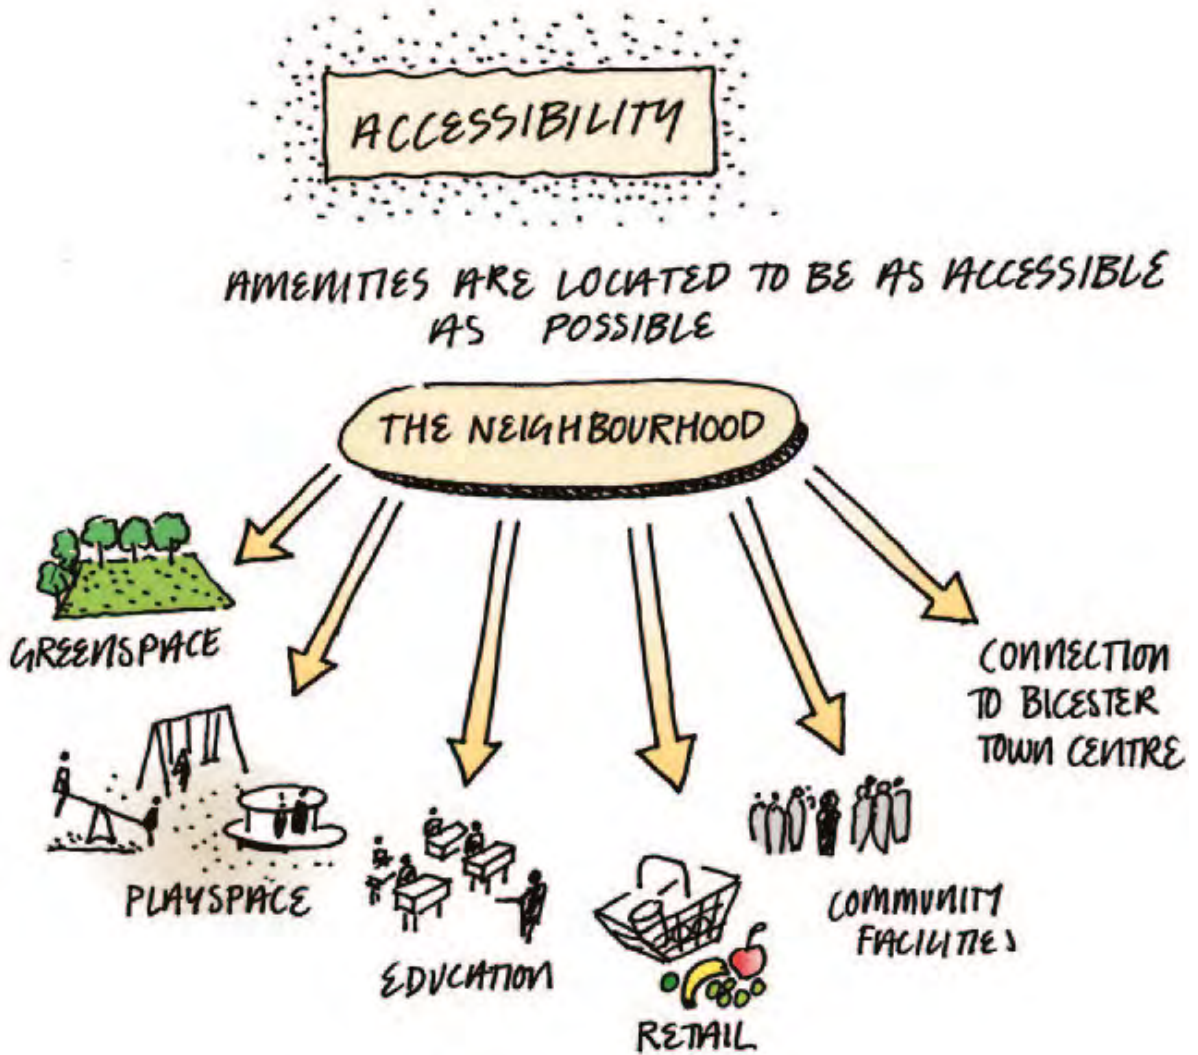 ACCESSIBILITY
AMENITIES ARE LOCATED TO BE AS ACCESSIBLE
AS POSSIBLE
THE NEIGHBOURHOOD
GREENSPACE
PLAYSPACE
EDUCATION
RETAIL
COMMUNITY
FACILITIES
CONNECTION
TO BICESTER
TOWN CENTRE